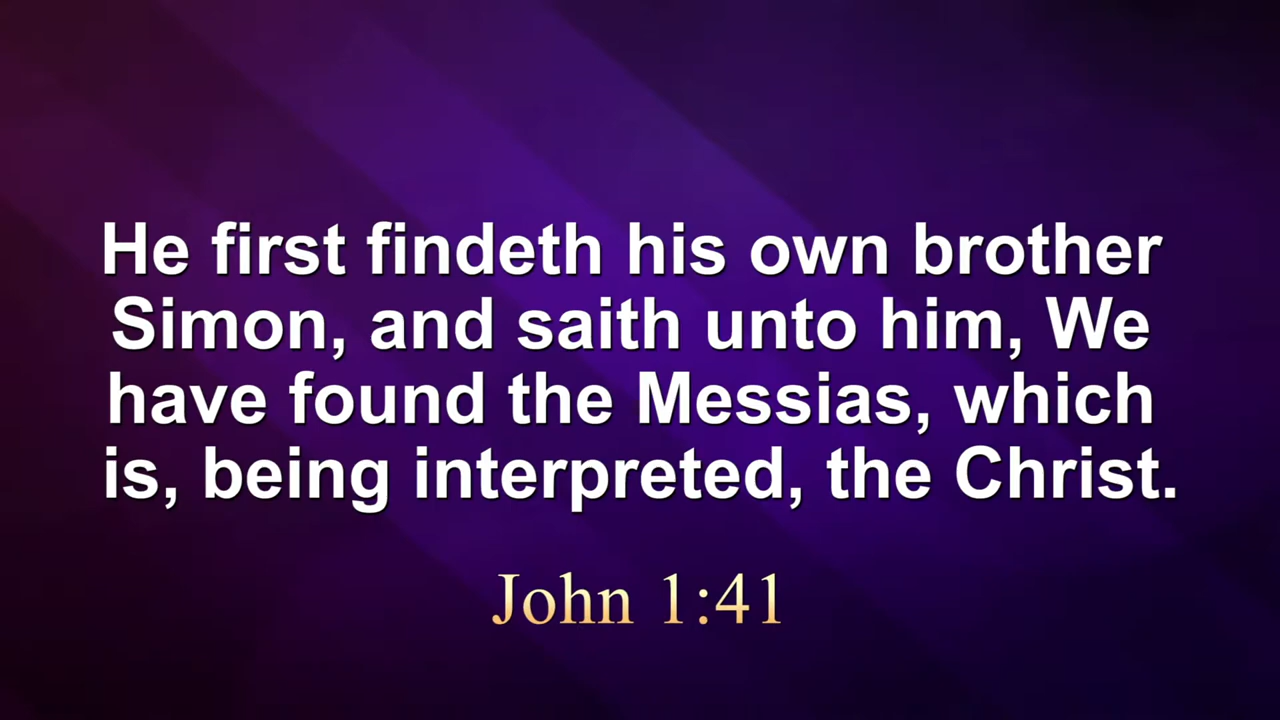 He first findeth his own brother
Simon, and saith unto him, We
have found the Messias, which
is, being interpreted, the Christ.
John 1:41